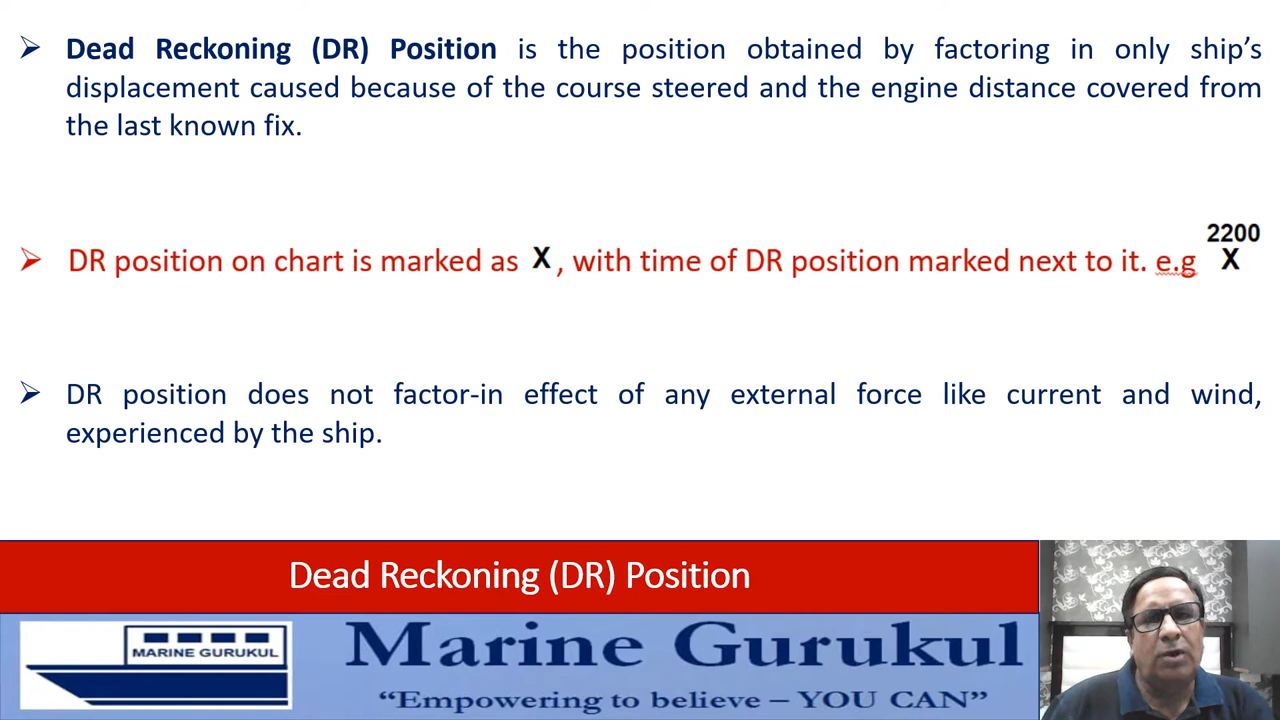 Dead Reckoning (DR) Position is the position obtained by factoring in only ship's
displacement caused because of the course steered and the engine distance covered from
the last known fix.
2200
DR position on chart is marked as X , with time of DR position marked next to it. e.g X
DR position does not factor-in effect of any external force like current and wind,
experienced by the ship.
Dead Reckoning (DR) Position
MARINE GURUKUL
Marine Gurukul
“Empowering to believe – YOU CAN”